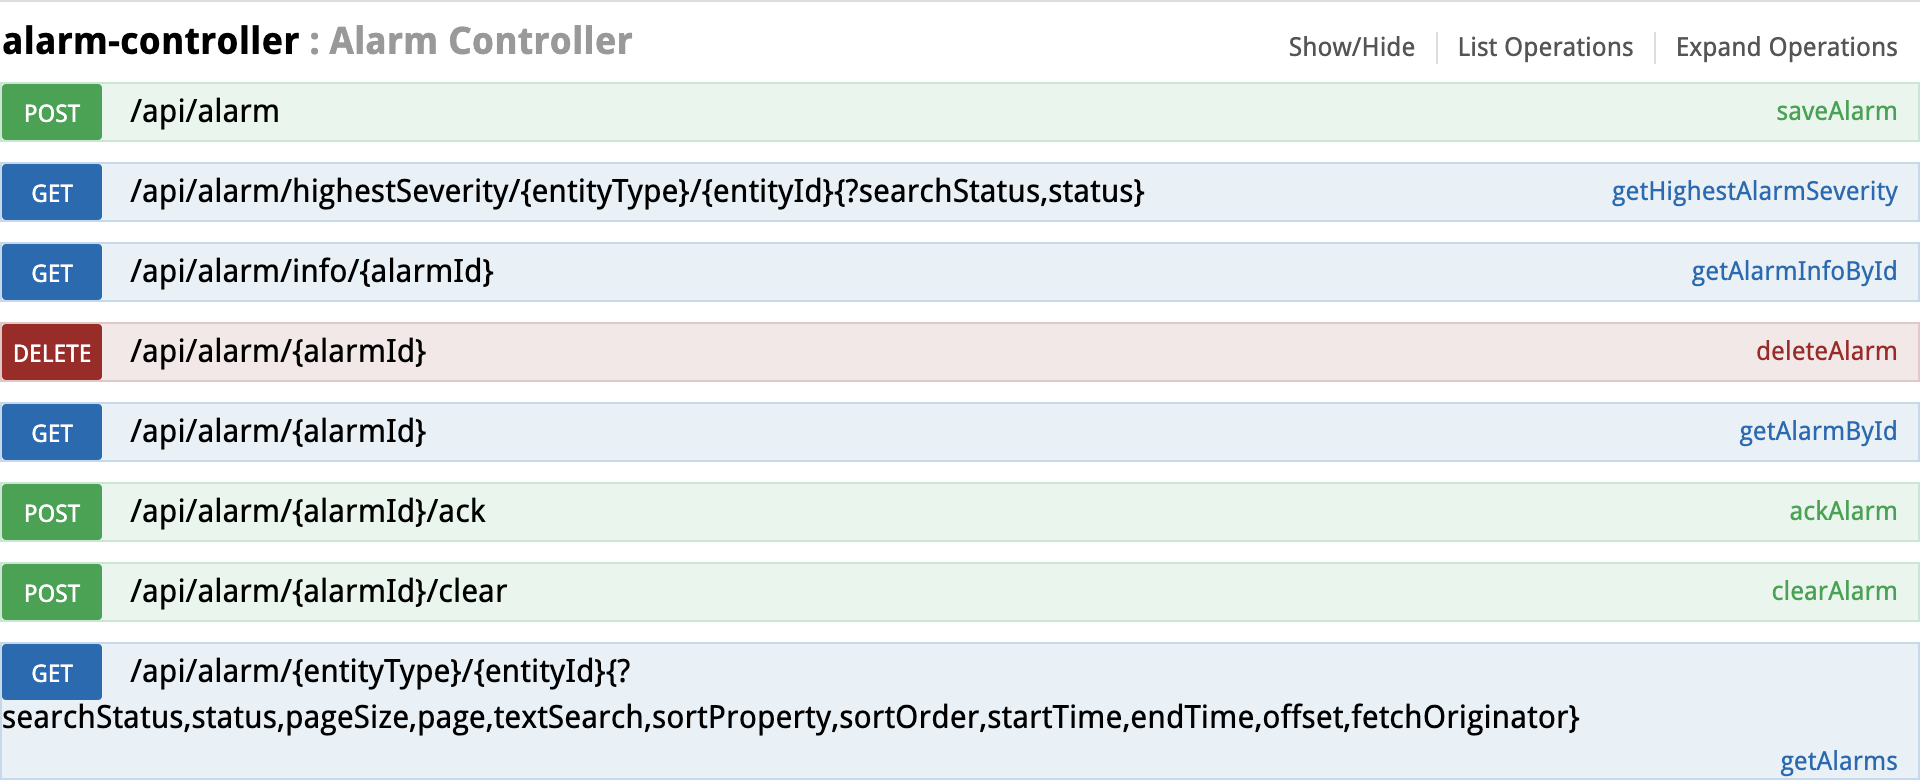 alarm-controller : Alarm Controller Show/Hide List Operations Expand Operations
POST /api/alarm saveAlarm
GET /api/alarm/highestSeverity/{entityType}/{entityId}{?searchStatus,status} getHighestAlarmSeverity
GET /api/alarm/info/{alarmId} getAlarmInfoById
DELETE /api/alarm/{alarmId} deleteAlarm
GET /api/alarm/{alarmId} getAlarmById
POST /api/alarm/{alarmId}/ack ackAlarm
POST /api/alarm/{alarmId}/clear clearAlarm
GET /api/alarm/{entityType}/{entityId}{?
searchStatus,status,pageSize,page,textSearch,sortProperty,sortOrder,startTime,endTime,offset,fetchOriginator}
getAlarms